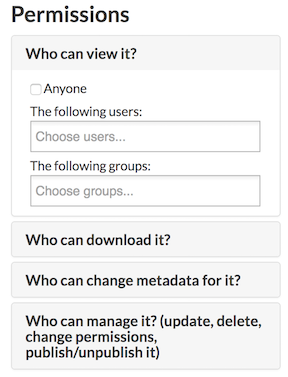 Permissions
Who can view it?
Anyone
The following users:
Choose users...
The following groups:
Choose groups...
Who can download it?
Who can change metadata for it?
Who can manage it? (update, delete,
change permissions,
publish/unpublish it)